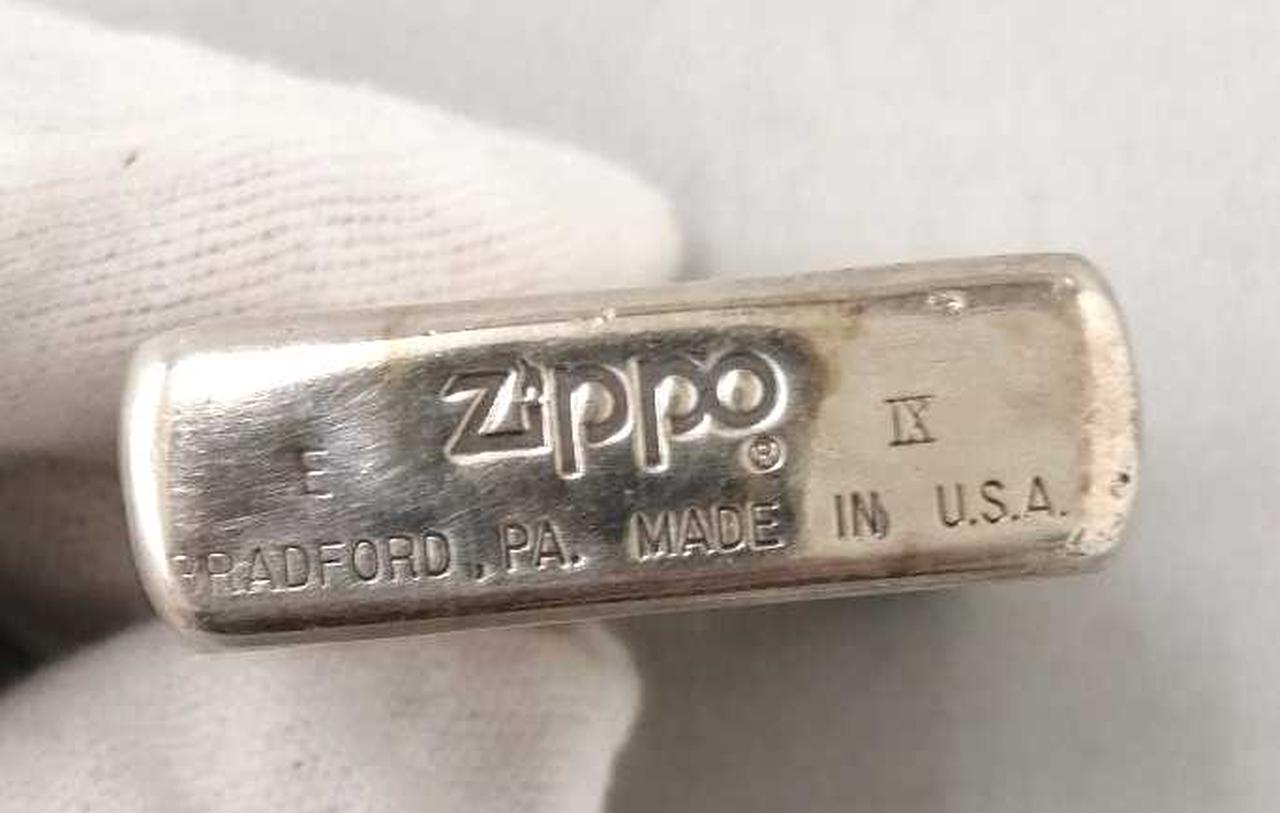 Zippo ®
E IX
BRADFORD, PA. MADE IN U.S.A.